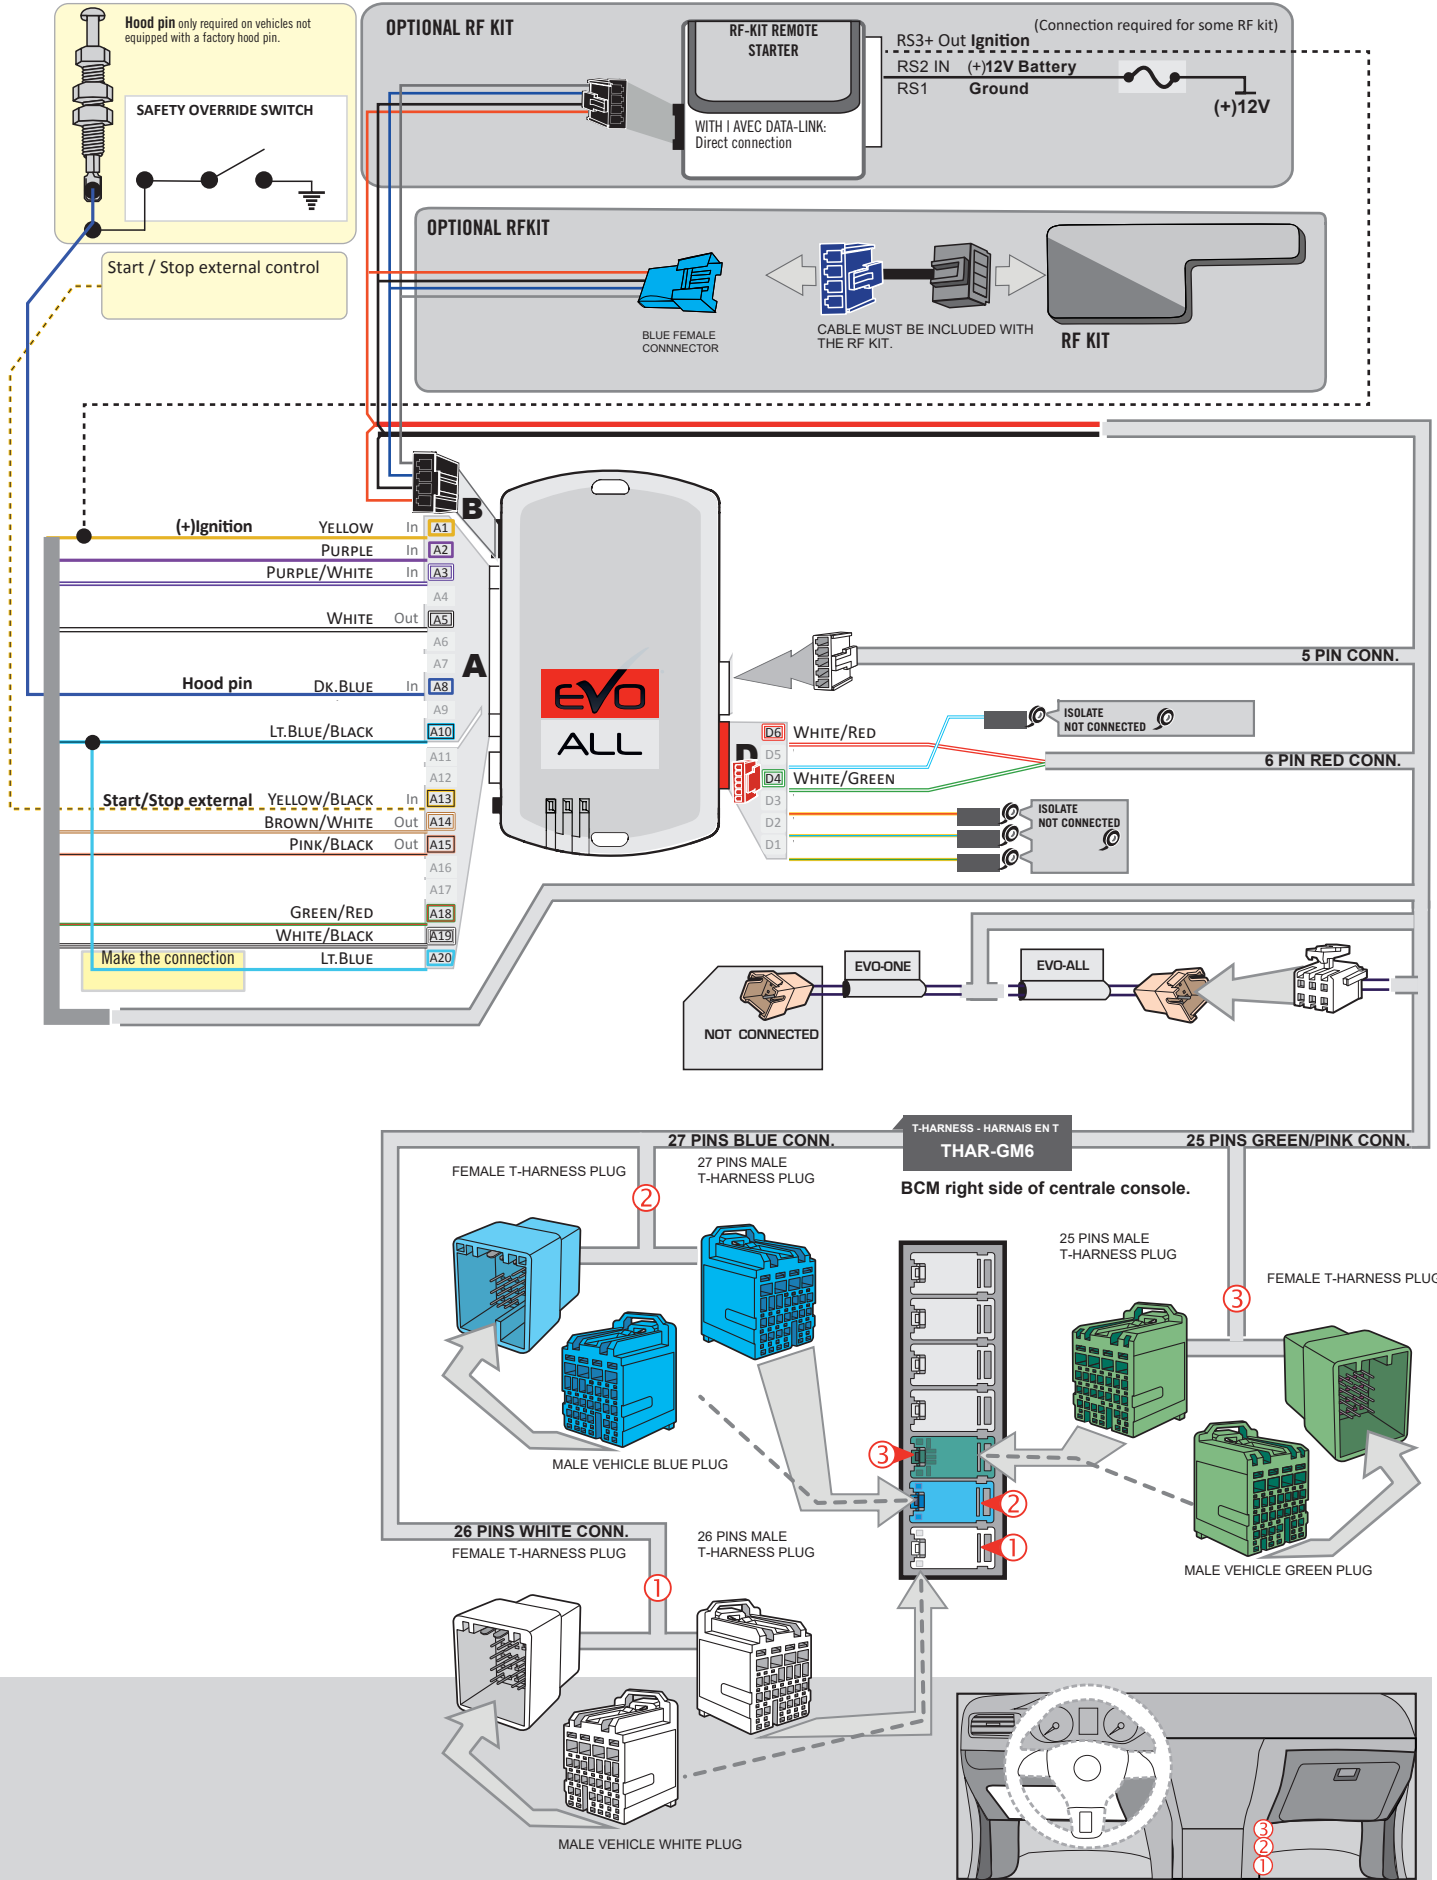 Hood pin only required on vehicles not
equipped with a factory hood pin.
SAFETY OVERRIDE SWITCH
Start / Stop external control
OPTIONAL RF KIT
RF-KIT REMOTE
STARTER
WITH | AVEC DATA-LINK:
Direct connection
(Connection required for some RF kit)
RS3+ Out Ignition
RS2 IN (+)12V Battery
RS1 Ground
(+)12V
OPTIONAL RFKIT
BLUE FEMALE
CONNNECTOR
CABLE MUST BE INCLUDED WITH
THE RF KIT.
RF KIT
B
A
D
(+)Ignition YELLOW In A1
PURPLE In A2
PURPLE/WHITE In A3
A4
WHITE Out A5
A6
A7
Hood pin DK.BLUE In A8
A9
LT.BLUE/BLACK A10
A11
A12
Start/Stop external YELLOW/BLACK In A13
BROWN/WHITE Out A14
PINK/BLACK Out A15
A16
A17
GREEN/RED A18
WHITE/BLACK A19
Make the connection LT.BLUE A20
EVO
ALL
5 PIN CONN.
D6 WHITE/RED
D5
D4 WHITE/GREEN
D3
D2
D1
ISOLATE
NOT CONNECTED
6 PIN RED CONN.
ISOLATE
NOT CONNECTED
EVO-ONE
EVO-ALL
NOT CONNECTED
T-HARNESS - HARNAIS EN T
THAR-GM6
27 PINS BLUE CONN.
25 PINS GREEN/PINK CONN.
BCM right side of centrale console.
FEMALE T-HARNESS PLUG
2
27 PINS MALE
T-HARNESS PLUG
MALE VEHICLE BLUE PLUG
25 PINS MALE
T-HARNESS PLUG
3
FEMALE T-HARNESS PLUG
MALE VEHICLE GREEN PLUG
3
2
1
26 PINS WHITE CONN.
FEMALE T-HARNESS PLUG
1
26 PINS MALE
T-HARNESS PLUG
MALE VEHICLE WHITE PLUG
3
2
1